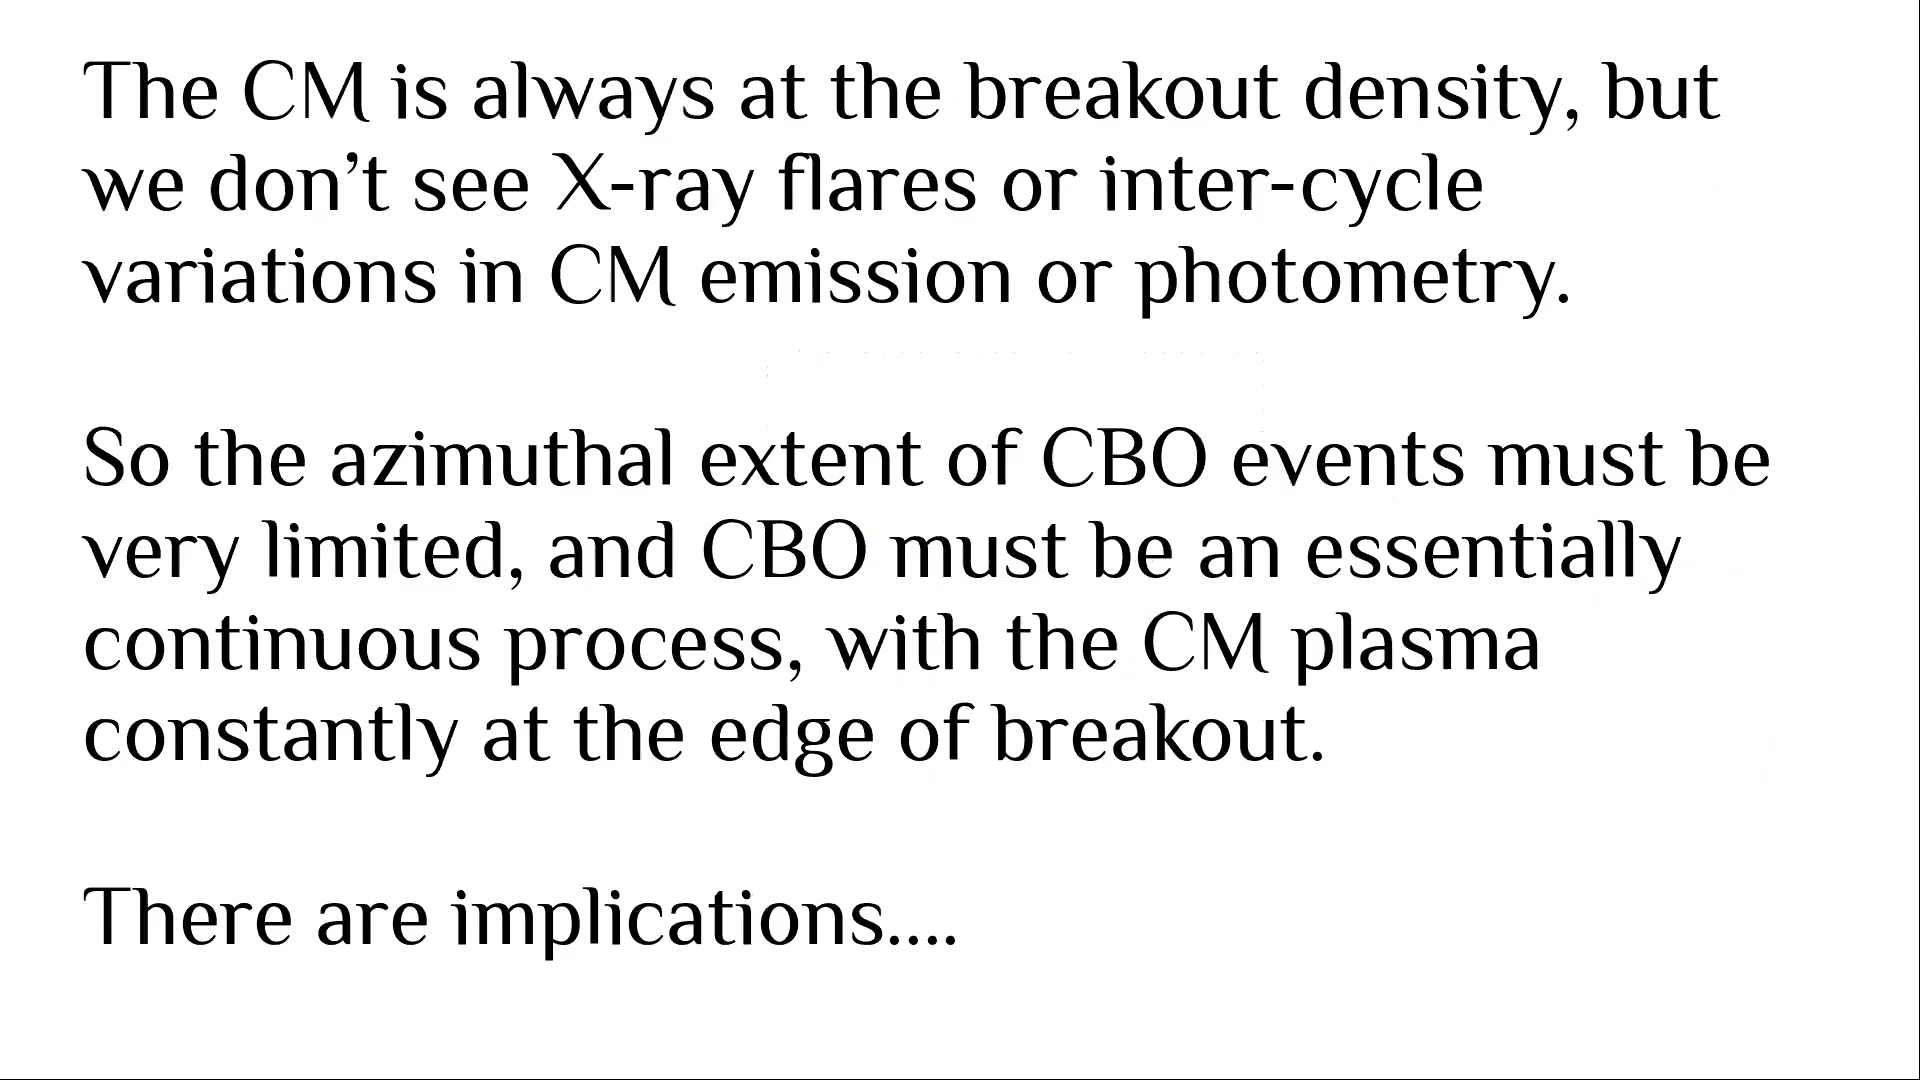 The CM is always at the breakout density, but
we don’t see X-ray flares or inter-cycle
variations in CM emission or photometry.
So the azimuthal extent of CBO events must be
very limited, and CBO must be an essentially
continuous process, with the CM plasma
constantly at the edge of breakout.
There are implications....